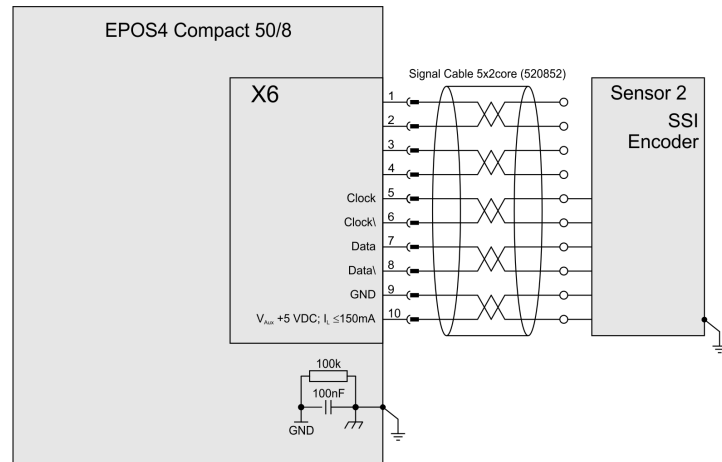 EPOS4 Compact 50/8
Signal Cable 5x2core (520852)
X6
Sensor 2
SSI
Encoder
1
2
3
4
Clock 5
Clock\ 6
Data 7
Data\ 8
GND 9
V_Aux +5 VDC; I_L ≤150mA 10
100k
100nF
GND